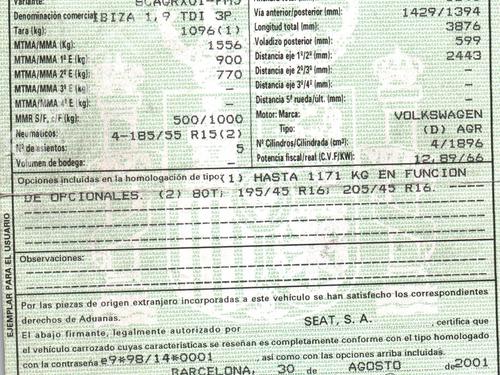 Variante: SCAGRX01-FM5
Denominación comercial: IBIZA 1,9 TDI 3P
Tara (kg): 1096(1)
MTMA/MMA (Kg): 1556
MTMA/MMA 1º E (kg) 900
MTMA/MMA 2º E (kg): 770
MTMA/MMA 3º E (kg): –
MTMA/MMA 4º E (kg): –
MMR S/F, c/F (kg): 500/1000
Neumáticos: 4-185/55 R15(2)
Nº de asientos: 5
Volumen de bodega: –
Vía anterior/posterior (mm): 1429/1394
Longitud total (mm): 3876
Voladizo posterior (mm): 599
Distancia eje 1º/2º (mm): 2443
Distancia eje 2º/3º (mm): –
Distancia eje 3º/4º (mm): –
Distancia 5ª rueda/últ. (mm): –
Motor: Marca: VOLKSWAGEN
Tipo: (D) AGR
Nº Cilindros/Cilindrada (cm³): 4/1896
Potencia fiscal/real (C.V.F/KW): 12,89/66
Opciones incluidas en la homologación de tipo: (1) HASTA 1171 KG EN FUNCION
DE OPCIONALES. (2) 80T; 195/45 R16; 205/45 R16. ----
Observaciones:
EJEMPLAR PARA EL USUARIO
Por las piezas de origen extranjero incorporadas a este vehículo se han satisfecho los correspondientes
derechos de Aduanas.
El abajo firmante, legalmente autorizado por SEAT, S.A. , certifica que
el vehículo carrozado cuyas características se reseñan es completamente conforme con el tipo homologado
con la contraseña e9*98/14*0001 , así como con las opciones arriba incluidas.
BARCELONA, 30 de AGOSTO de 2001